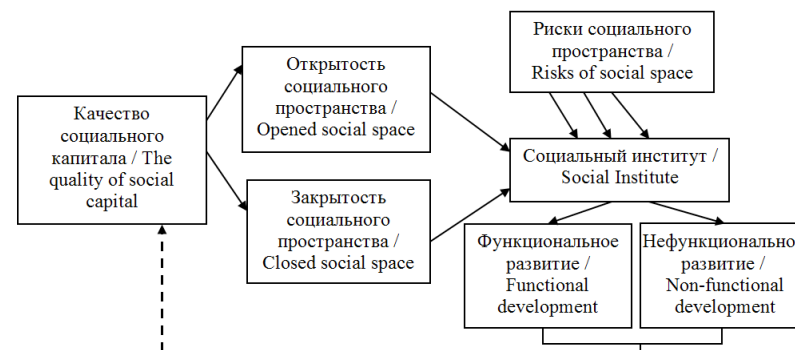 Качество
социального
капитала / The
quality of social
capital
Открытость
социального
пространства /
Opened social space
Закрытость
социального
пространства /
Closed social space
Риски социального
пространства /
Risks of social space
Социальный институт /
Social Institute
Функциональное
развитие /
Functional
development
Нефункционально
развитие /
Non-functional
development